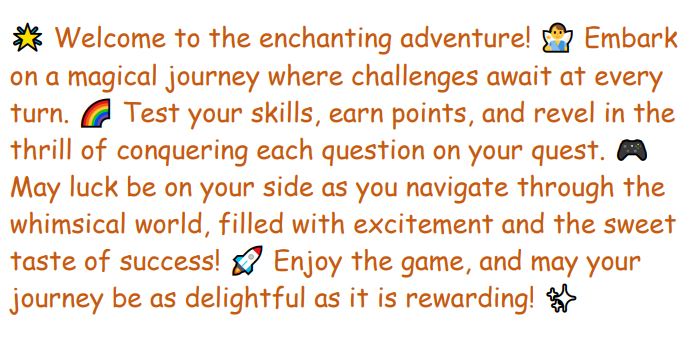 🌟 Welcome to the enchanting adventure! 🧚‍♂️ Embark
on a magical journey where challenges await at every
turn. 🌈 Test your skills, earn points, and revel in the
thrill of conquering each question on your quest. 🎮
May luck be on your side as you navigate through the
whimsical world, filled with excitement and the sweet
taste of success! 🚀 Enjoy the game, and may your
journey be as delightful as it is rewarding! ✨